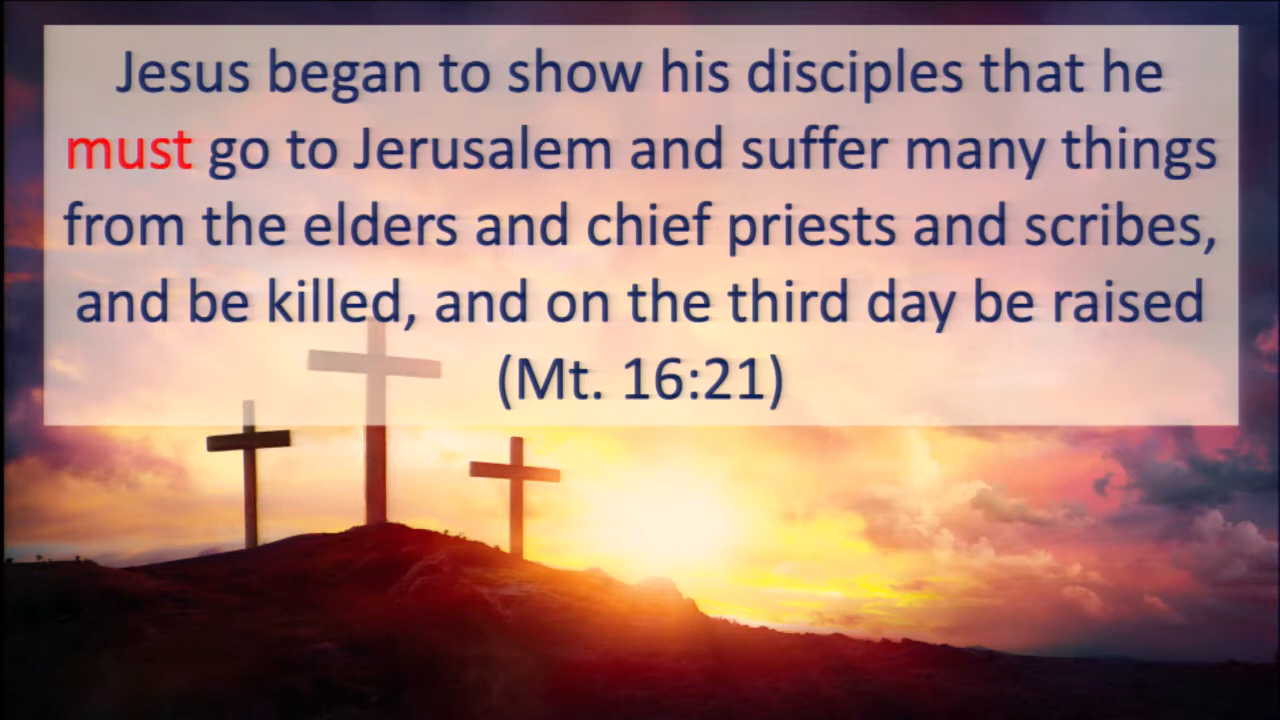 Jesus began to show his disciples that he
must go to Jerusalem and suffer many things
from the elders and chief priests and scribes,
and be killed, and on the third day be raised
(Mt. 16:21)